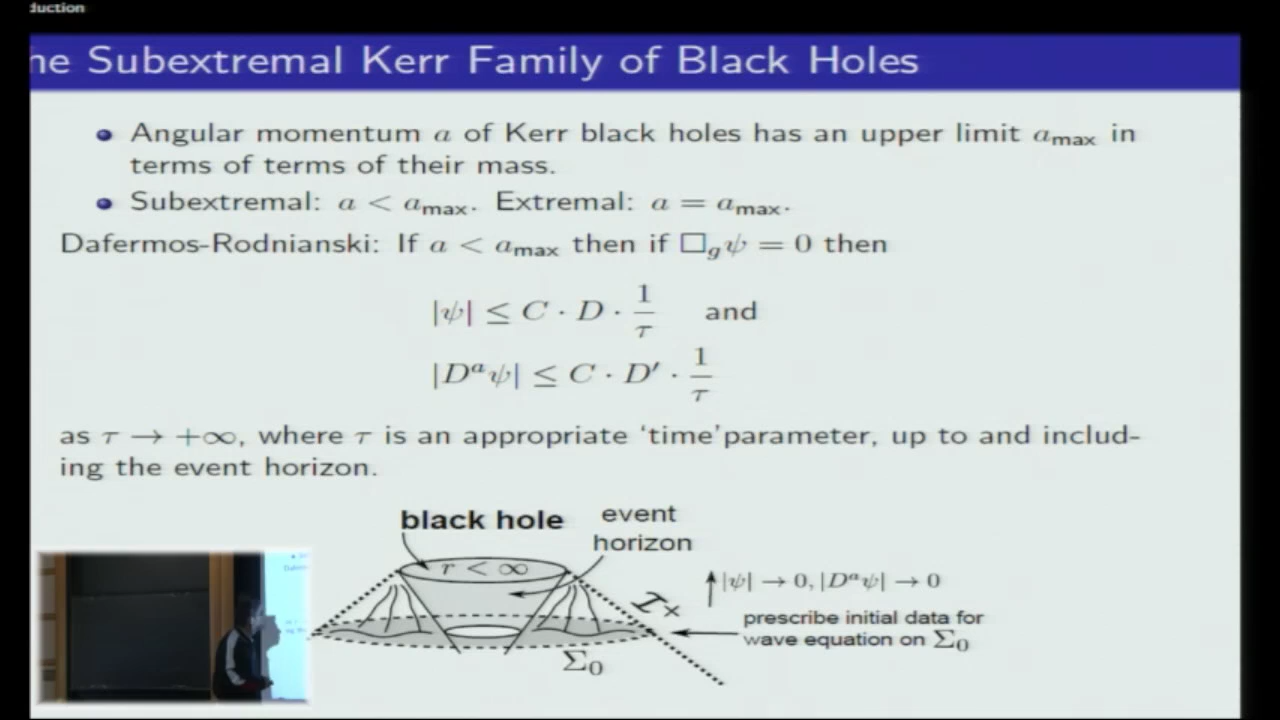 duction
he Subextremal Kerr Family of Black Holes
Angular momentum a of Kerr black holes has an upper limit a_max in
terms of terms of their mass.
Subextremal: a < a_max. Extremal: a = a_max.
Dafermos-Rodnianski: If a < a_max then if □_g ψ = 0 then
|ψ| ≤ C · D · 1/τ and
|D^a ψ| ≤ C · D′ · 1/τ
as τ → +∞, where τ is an appropriate ‘time’parameter, up to and includ-
ing the event horizon.
black hole
event
horizon
r < ∞
I+
|ψ| → 0, |D^a ψ| → 0
prescribe initial data for
wave equation on Σ_0
Σ_0